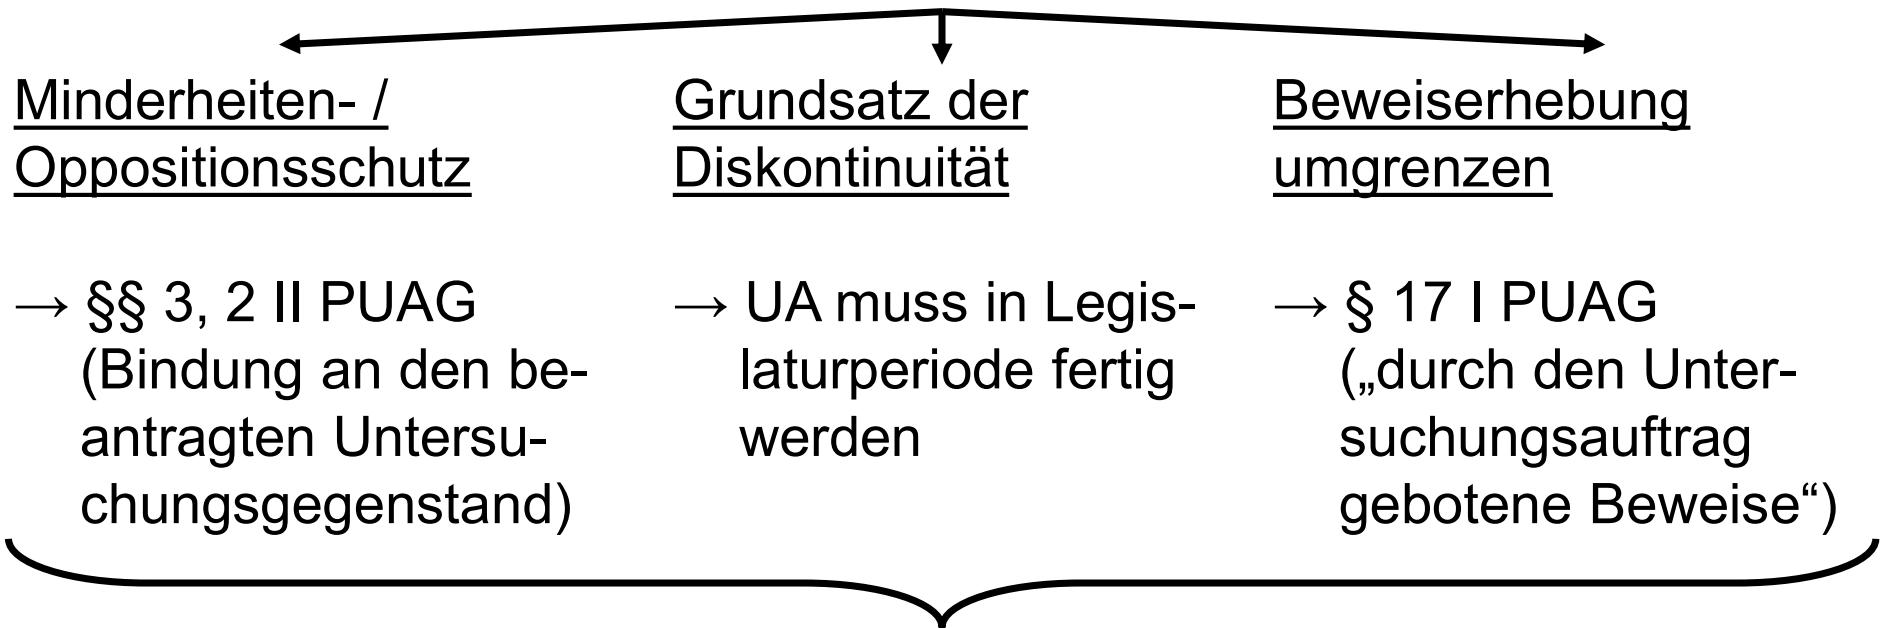 Minderheiten- /
Oppositionsschutz
→ §§ 3, 2 II PUAG
(Bindung an den be-
antragten Untersu-
chungsgegenstand)
Grundsatz der
Diskontinuität
→ UA muss in Legis-
laturperiode fertig
werden
Beweiserhebung
umgrenzen
→ § 17 I PUAG
(„durch den Unter-
suchungsauftrag
gebotene Beweise“)